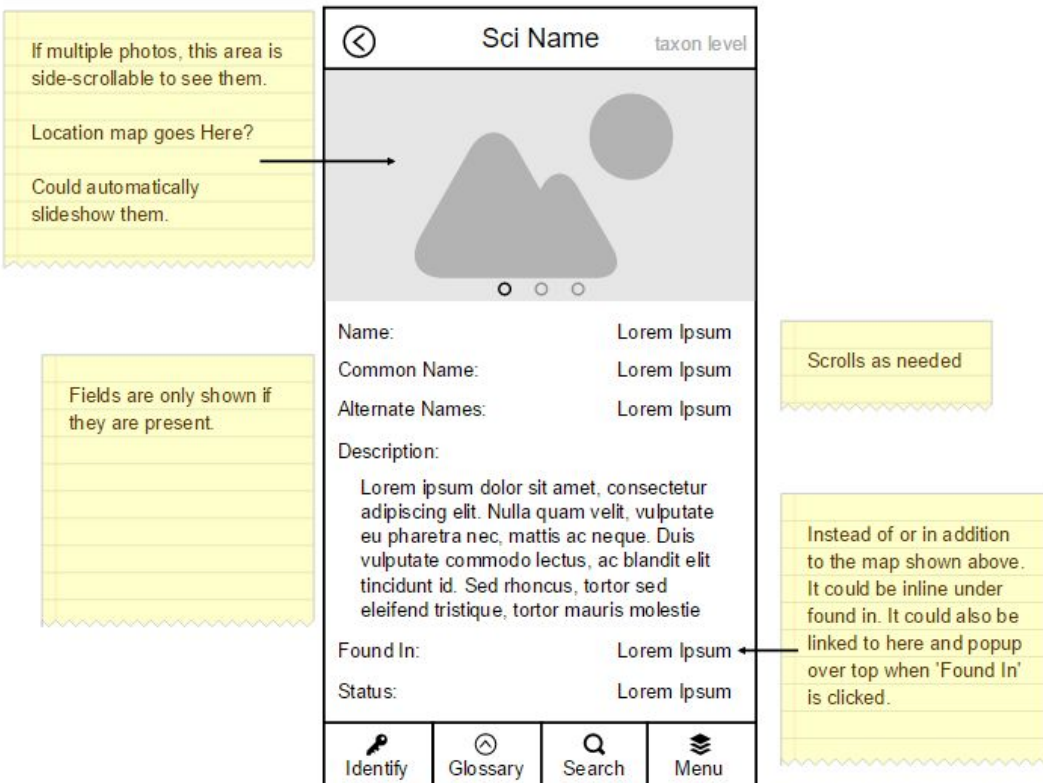 If multiple photos, this area is
side-scrollable to see them.
Location map goes Here?
Could automatically
slideshow them.
Sci Name taxon level
Name: Lorem Ipsum
Common Name: Lorem Ipsum
Alternate Names: Lorem Ipsum
Description:
Lorem ipsum dolor sit amet, consectetur
adipiscing elit. Nulla quam velit, vulputate
eu pharetra nec, mattis ac neque. Duis
vulputate commodo lectus, ac blandit elit
tincidunt id. Sed rhoncus, tortor sed
eleifend tristique, tortor mauris molestie
Found In: Lorem Ipsum
Status: Lorem Ipsum
Identify Glossary Search Menu
Fields are only shown if
they are present.
Scrolls as needed
Instead of or in addition
to the map shown above.
It could be inline under
found in. It could also be
linked to here and popup
over top when 'Found In'
is clicked.